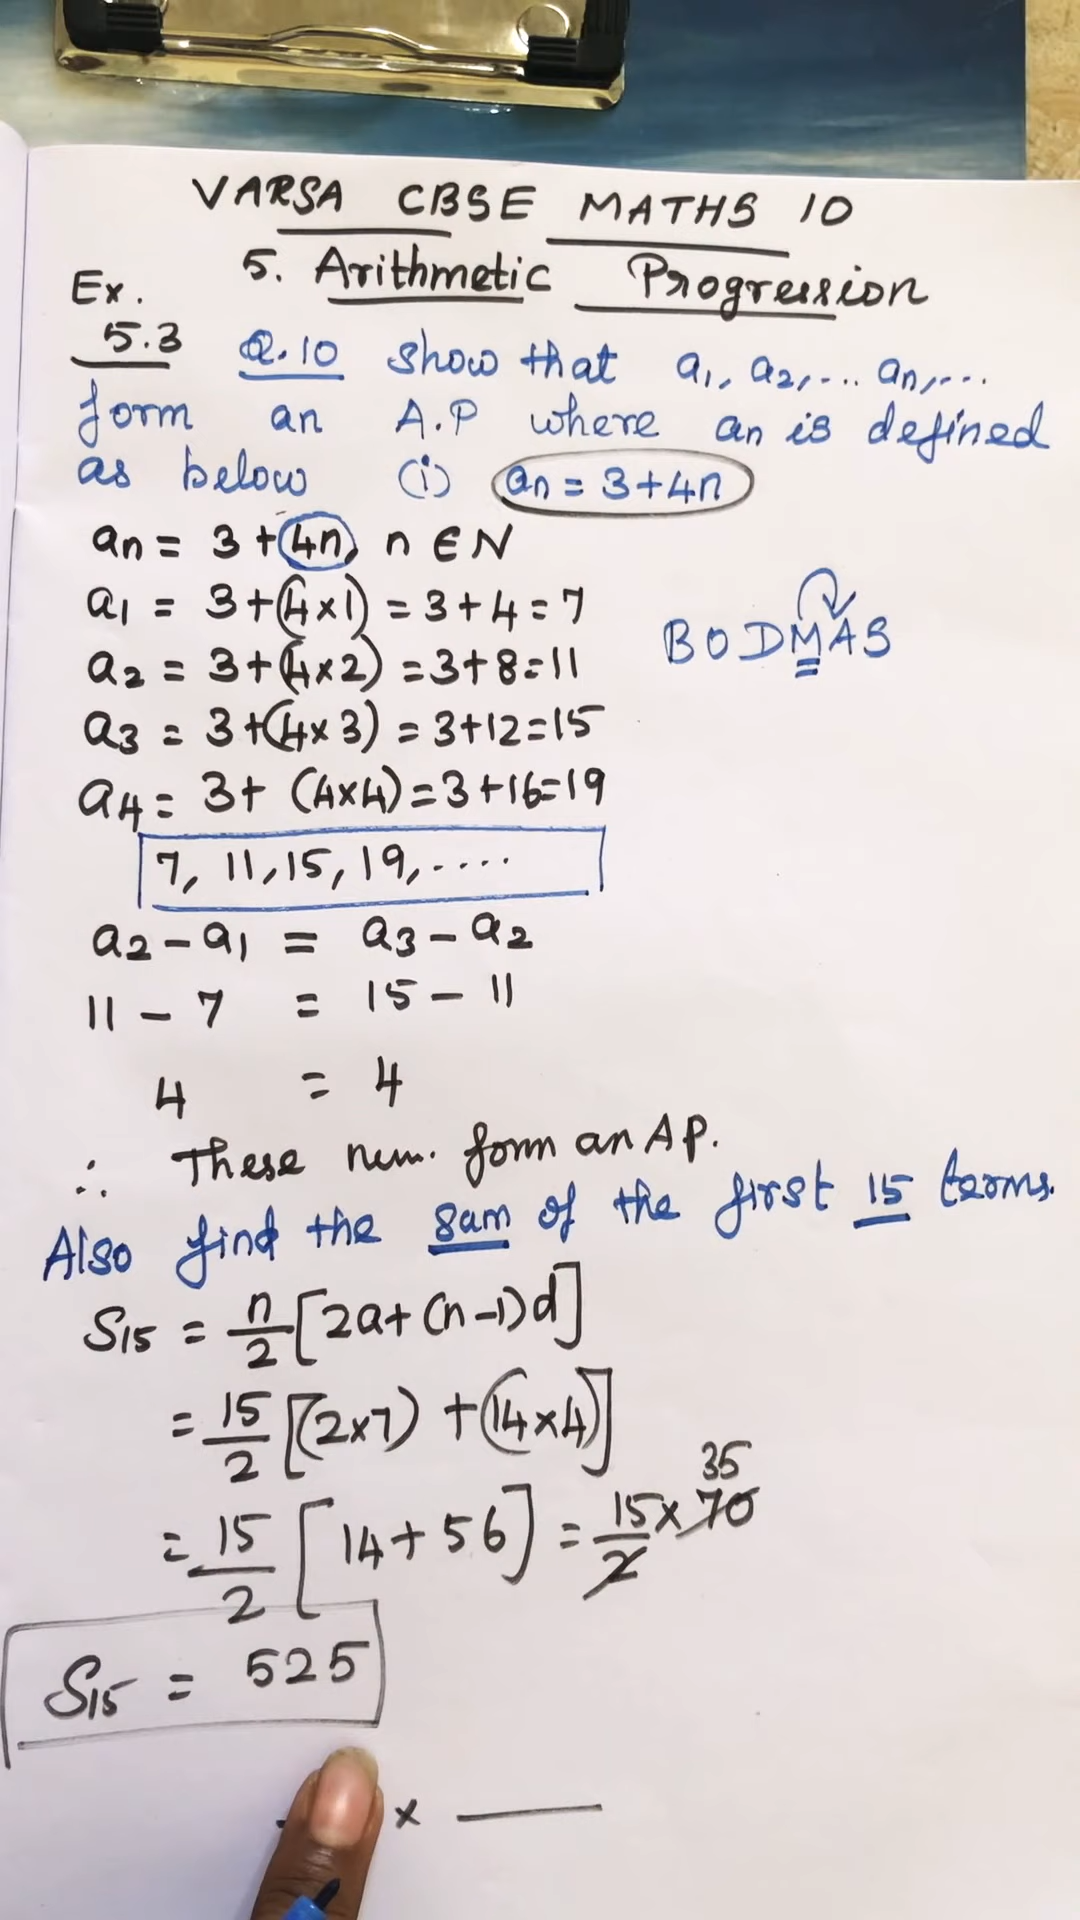 VARSA CBSE MATHS 10
5. Arithmetic Progression
Ex.
5.3 Q.10 show that a₁, a₂,... an,...
form an A.P where an is defined
as below (i) an = 3+4n
an = 3+4n, n ∈ N
a₁ = 3+(4×1) = 3+4=7
BODMAS
a₂ = 3+(4×2) =3+8=11
a₃ = 3+(4×3) = 3+12=15
a₄= 3+ (4×4)=3+16=19
7, 11,15, 19,....
a₂-a₁ = a₃-a₂
11 - 7 = 15 - 11
4 = 4
∴ These num. form an AP.
Also find the sum of the first 15 terms.
S₁₅ = n/2 [2a+(n-1)d]
= 15/2 [(2×7) + (14×4)]
= 15/2 [14+56] = 15/2 × 70 35
S₁₅ = 525
×